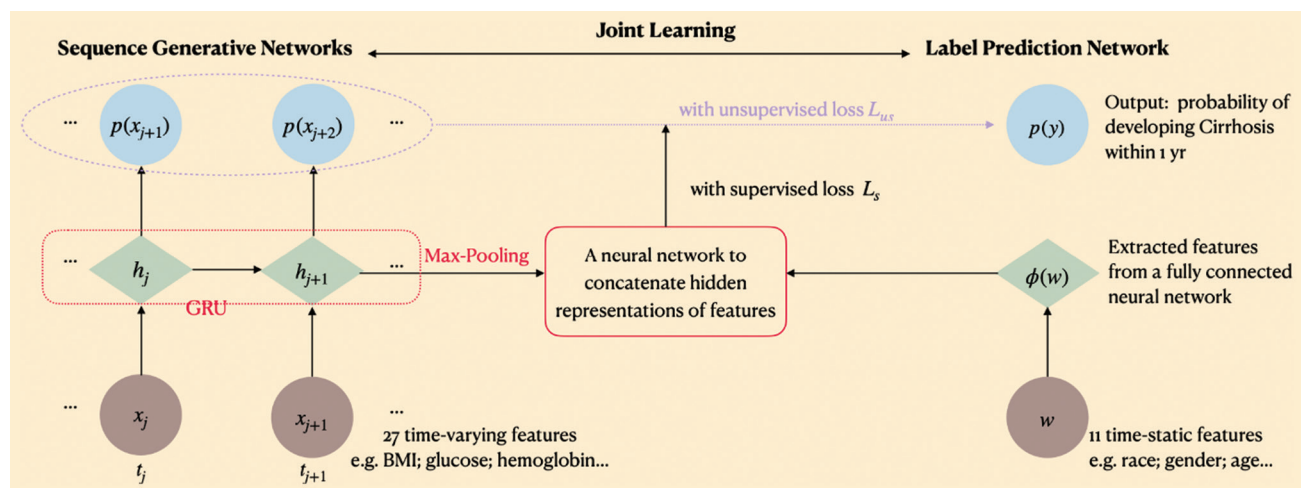 Joint Learning
Sequence Generative Networks
Label Prediction Network
... p(x_{j+1}) p(x_{j+2}) ...
with unsupervised loss L_{us}
p(y)
Output: probability of
developing Cirrhosis
within 1 yr
with supervised loss L_s
... h_j h_{j+1} ...
GRU
Max-Pooling
A neural network to
concatenate hidden
representations of features
ϕ(w)
Extracted features
from a fully connected
neural network
... x_j x_{j+1} ...
t_j t_{j+1}
27 time-varying features
e.g. BMI; glucose; hemoglobin...
w
11 time-static features
e.g. race; gender; age...